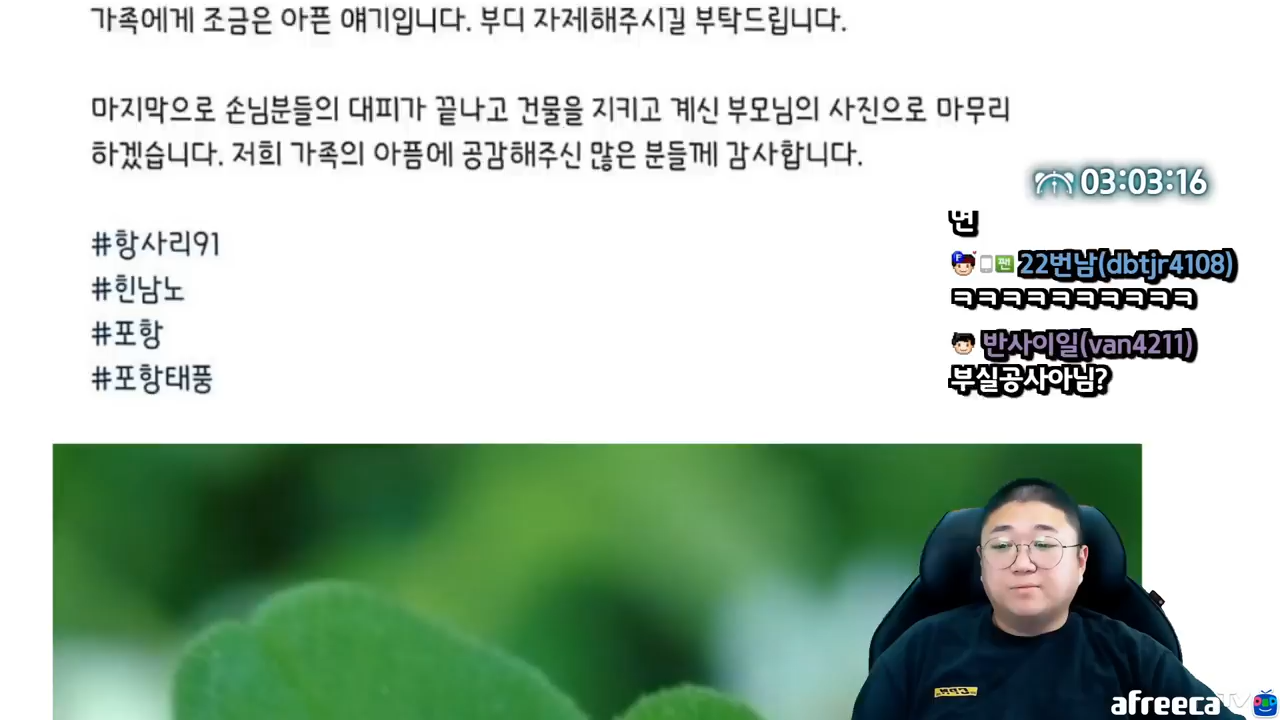 가족에게 조금은 아픈 얘기입니다. 부디 자제해주시길 부탁드립니다.
마지막으로 손님분들의 대피가 끝나고 건물을 지키고 계신 부모님의 사진으로 마무리
하겠습니다. 저희 가족의 아픔에 공감해주신 많은 분들께 감사합니다.
#항사리91
#힌남노
#포항
#포항태풍
03:03:16
면
팬 22번남(dbtjr4108)
ㅋㅋㅋㅋㅋㅋㅋㅋㅋㅋ
반사이일(van4211)
부실공사아님?
afreecaTV